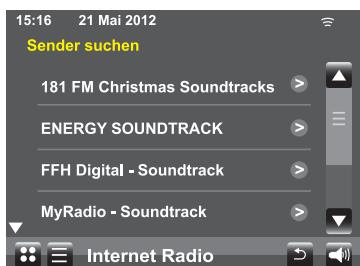 15:16 21 Mai 2012
Sender suchen
181 FM Christmas Soundtracks
ENERGY SOUNDTRACK
FFH Digital - Soundtrack
MyRadio - Soundtrack
Internet Radio